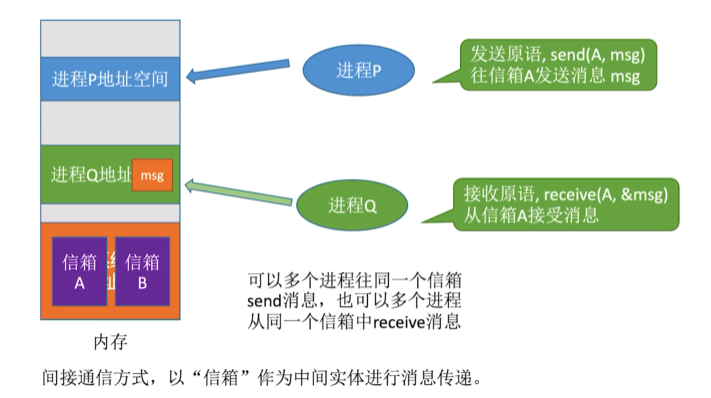 进程P地址空间
进程P
发送原语, send(A, msg)
往信箱A发送消息 msg
进程Q地址
msg
进程Q
接收原语, receive(A, &msg)
从信箱A接受消息
信箱
A
信箱
B
可以多个进程往同一个信箱
send消息，也可以多个进程
从同一个信箱中receive消息
内存
间接通信方式，以“信箱”作为中间实体进行消息传递。